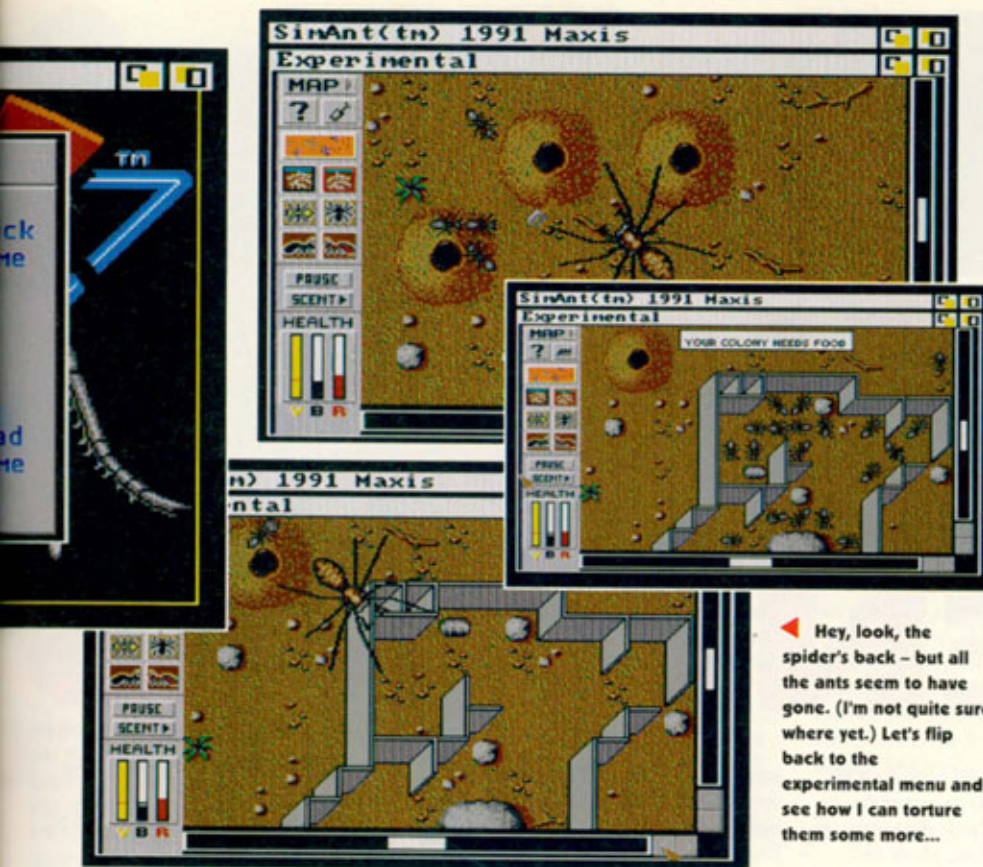 TM
ck
me
ad
me
SimAnt(tm) 1991 Maxis
Experimental
MAP
?
PAUSE
SCENT
HEALTH
Y B R
SimAnt(tm) 1991 Maxis
Experimental
MAP
?
YOUR COLONY NEEDS FOOD
PAUSE
SCENT
HEALTH
Y B R
m) 1991 Maxis
ntal
PAUSE
SCENT
HEALTH
Y B R
Hey, look, the
spider's back – but all
the ants seem to have
gone. (I'm not quite sure
where yet.) Let's flip
back to the
experimental menu and
see how I can torture
them some more...